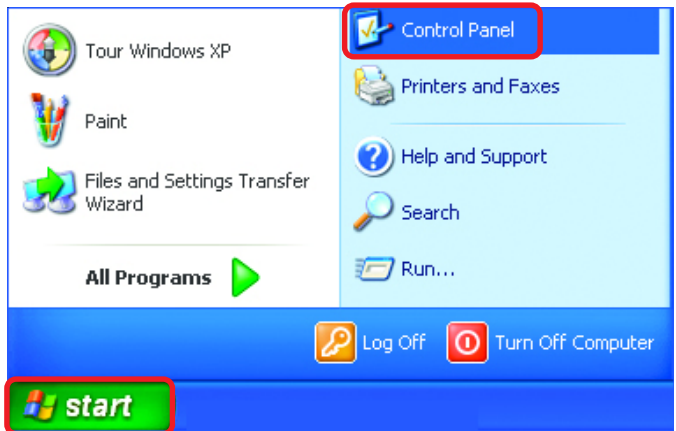 Tour Windows XP
Paint
Files and Settings Transfer
Wizard
All Programs
Control Panel
Printers and Faxes
Help and Support
Search
Run...
Log Off
Turn Off Computer
start